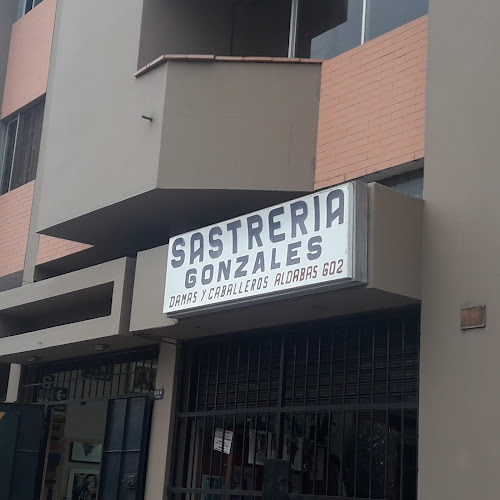 SASTRERIA
GONZALES
DAMAS Y CABALLEROS ALDABAS 602